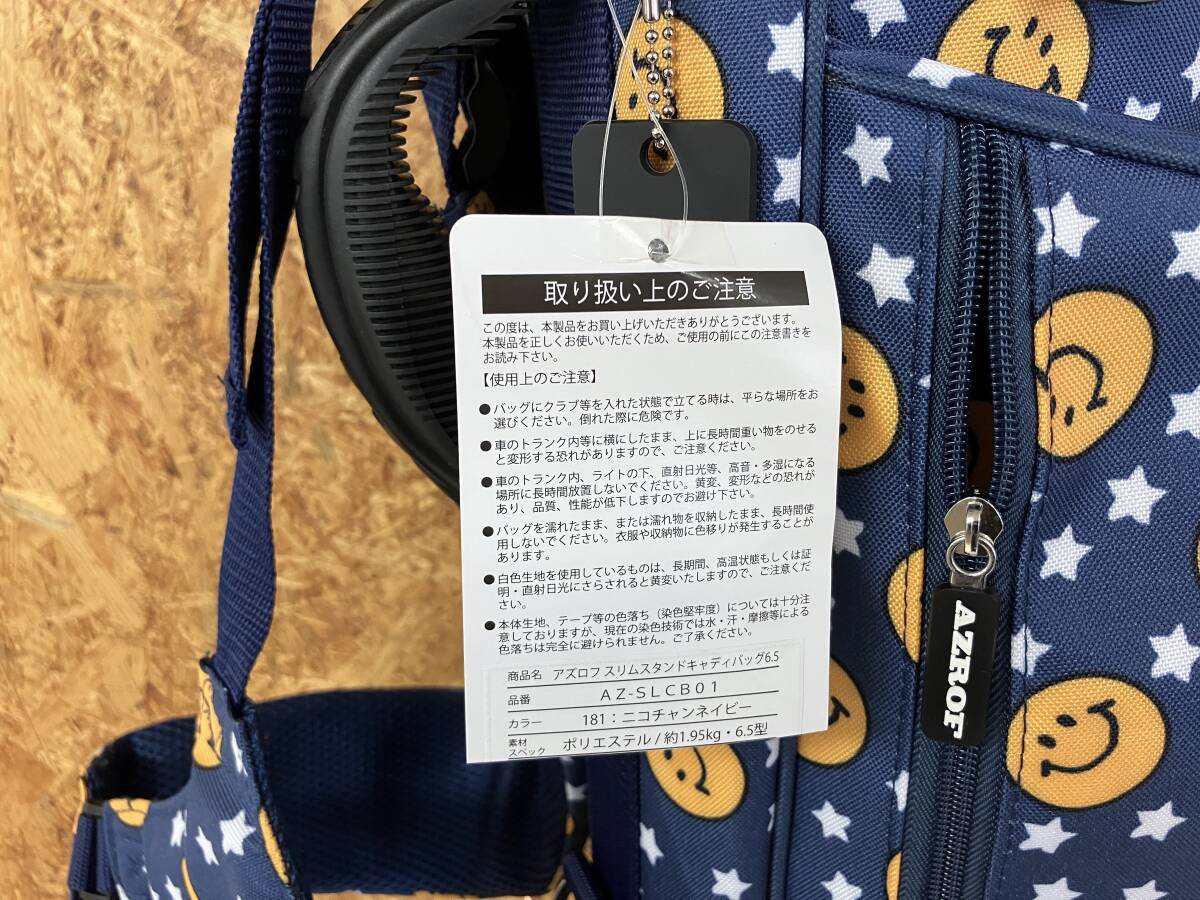 取り扱い上のご注意
この度は、本製品をお買い上げいただきありがとうございます。
本製品を正しくお使いいただくため、ご使用の前にこの注意書きを
お読み下さい。
【使用上のご注意】
●バッグにクラブ等を入れた状態で立てる時は、平らな場所をお
選びください。倒れた際に危険です。
●車のトランク内等に横にしたまま、上に長時間重い物をのせる
と変形する恐れがありますので、ご注意ください。
●車のトランク内、ライトの下、直射日光等、高音・多湿になる
場所に長時間放置しないでください。黄変、変形などの恐れが
あり、品質、性能が低下しますのでお避け下さい。
●バッグを濡れたまま、または濡れ物を収納したまま、長時間使
用しないでください。衣服や収納物に色移りが発生することが
あります。
●白色生地を使用しているものは、長期間、高温状態もしくは証
明・直射日光にさらされると黄変いたしますので、ご注意くだ
さい。
●本体生地、テープ等の色落ち（染色堅牢度）については十分注
意しておりますが、現在の染色技術では水・汗・摩擦等による
色落ちは完全に避けられません。ご了承ください。
商品名 アズロフ スリムスタンドキャディバッグ6.5
品番 AZ-SLCB01
カラー 181：ニコチャンネイビー
素材
スペック ポリエステル / 約1.95kg・6.5型
AZROF